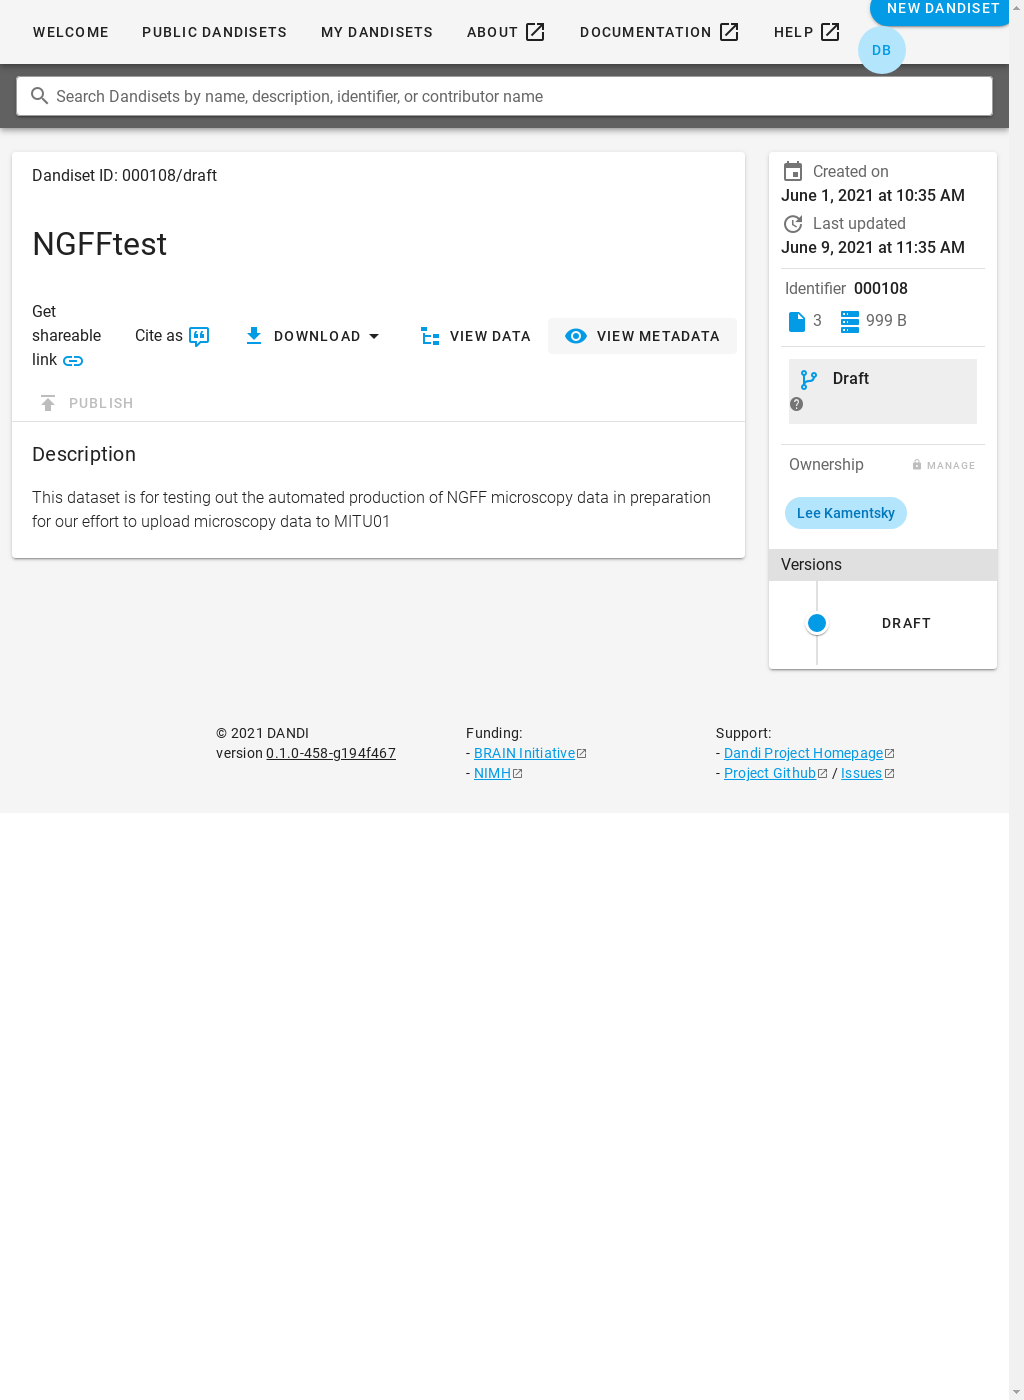 WELCOME PUBLIC DANDISETS MY DANDISETS ABOUT DOCUMENTATION HELP NEW DANDISET
DB
Search Dandisets by name, description, identifier, or contributor name
Dandiset ID: 000108/draft
NGFFtest
Get shareable link
Cite as
DOWNLOAD
VIEW DATA
VIEW METADATA
PUBLISH
Description
This dataset is for testing out the automated production of NGFF microscopy data in preparation
for our effort to upload microscopy data to MITU01
Created on
June 1, 2021 at 10:35 AM
Last updated
June 9, 2021 at 11:35 AM
Identifier 000108
3 999 B
Draft
Ownership MANAGE
Lee Kamentsky
Versions
DRAFT
© 2021 DANDI
version 0.1.0-458-g194f467
Funding:
- BRAIN Initiative
- NIMH
Support:
- Dandi Project Homepage
- Project Github / Issues